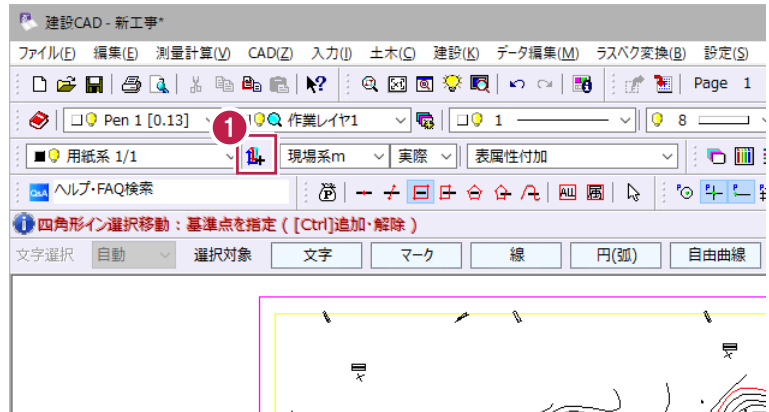 建設CAD - 新工事*
ファイル(F) 編集(E) 測量計算(V) CAD(Z) 入力(I) 土木(C) 建設(K) データ編集(M) ラスベク変換(B) 設定(S)
Page 1
Pen 1 [0.13] 作業レイヤ1 1 8
1
用紙系 1/1 現場系m 実際 表属性付加
Q&A ヘルプ・FAQ検索 ALL 図
四角形イン選択移動:基準点を指定 ( [Ctrl]追加・解除 )
文字選択 自動 選択対象 文字 マーク 線 円(弧) 自由曲線